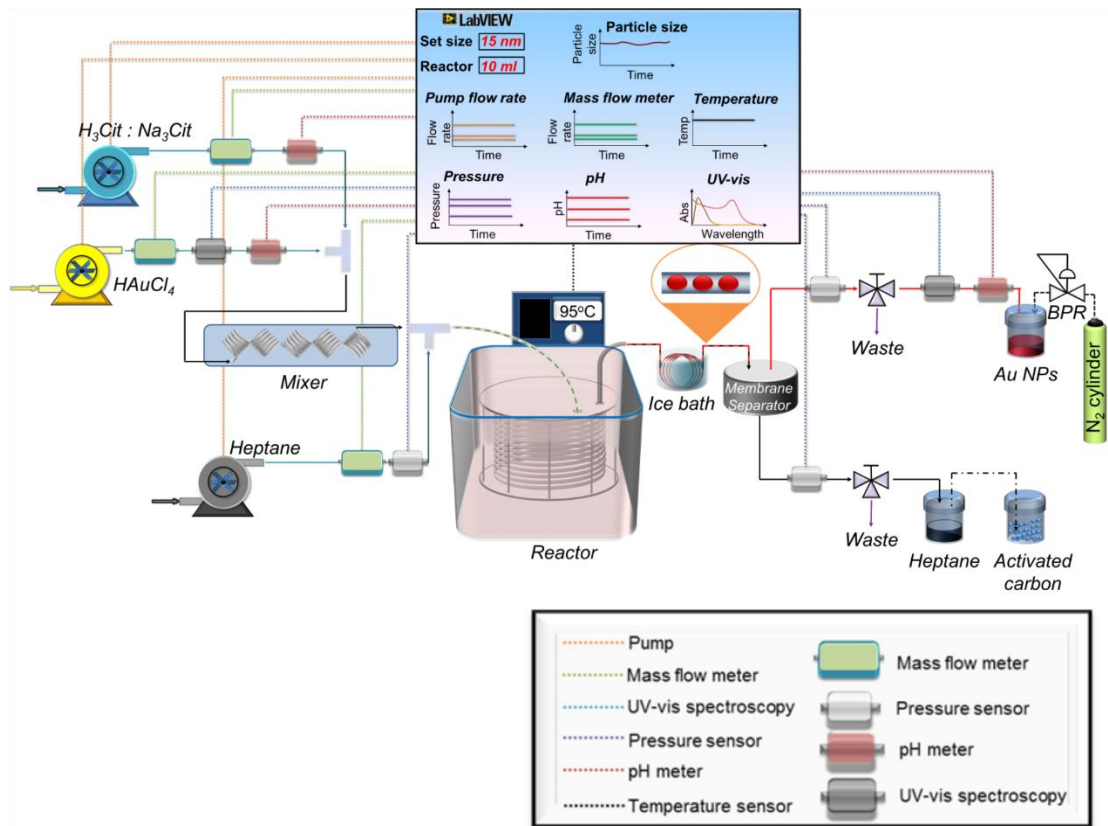 LabVIEW
Set size 15 nm
Reactor 10 ml
Particle size
Particle size
Time
Pump flow rate
Flow rate
Time
Mass flow meter
Flow rate
Time
Temperature
Temp
Time
Pressure
Pressure
Time
pH
pH
Time
UV-vis
Abs
Wavelength
H₃Cit : Na₃Cit
HAuCl₄
Mixer
Heptane
95°C
Reactor
Ice bath
Membrane
Separator
Waste
Au NPs
BPR
N₂ cylinder
Waste
Heptane
Activated
carbon
Pump
Mass flow meter
UV-vis spectroscopy
Pressure sensor
pH meter
Temperature sensor
Mass flow meter
Pressure sensor
pH meter
UV-vis spectroscopy